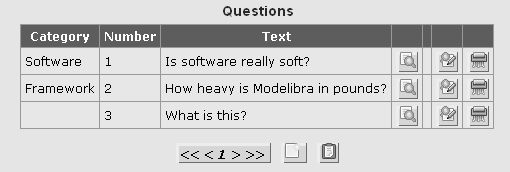 Questions
Category Number Text
Software 1 Is software really soft?
Framework 2 How heavy is Modelibra in pounds?
3 What is this?
<< < 1 > >>